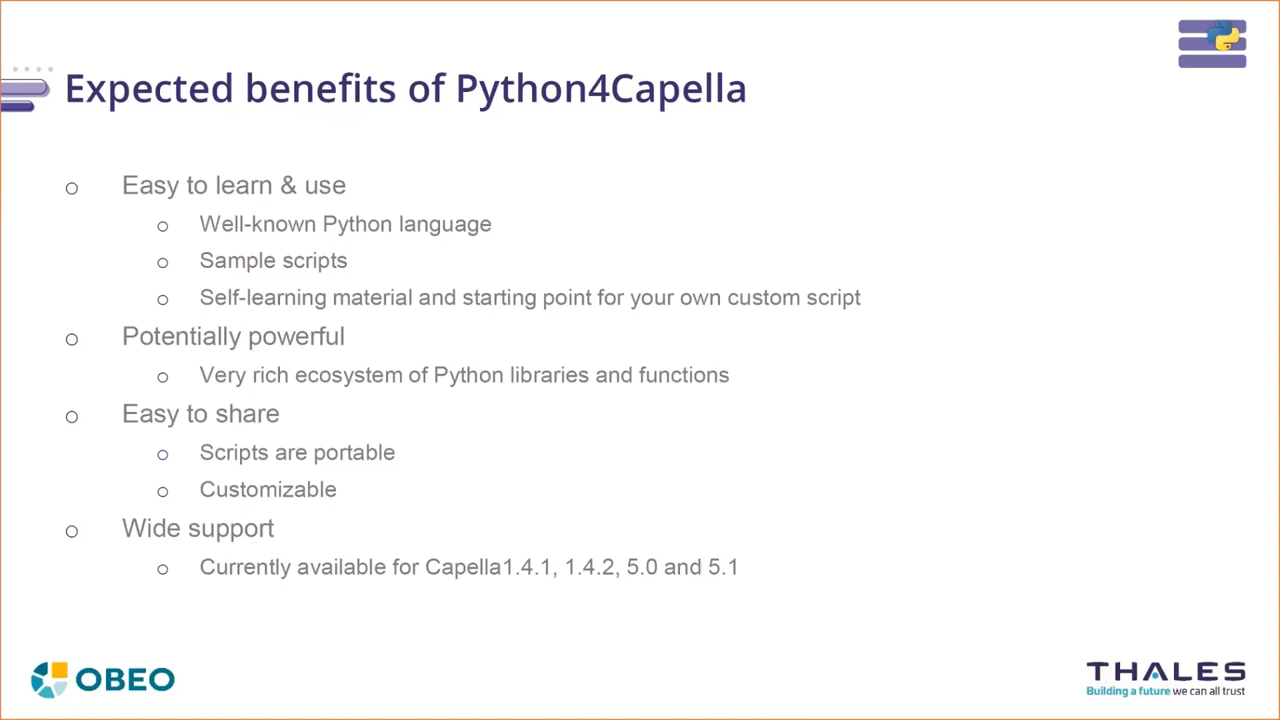 Expected benefits of Python4Capella
Easy to learn & use
Well-known Python language
Sample scripts
Self-learning material and starting point for your own custom script
Potentially powerful
Very rich ecosystem of Python libraries and functions
Easy to share
Scripts are portable
Customizable
Wide support
Currently available for Capella1.4.1, 1.4.2, 5.0 and 5.1
OBEO
THALES
Building a future we can all trust